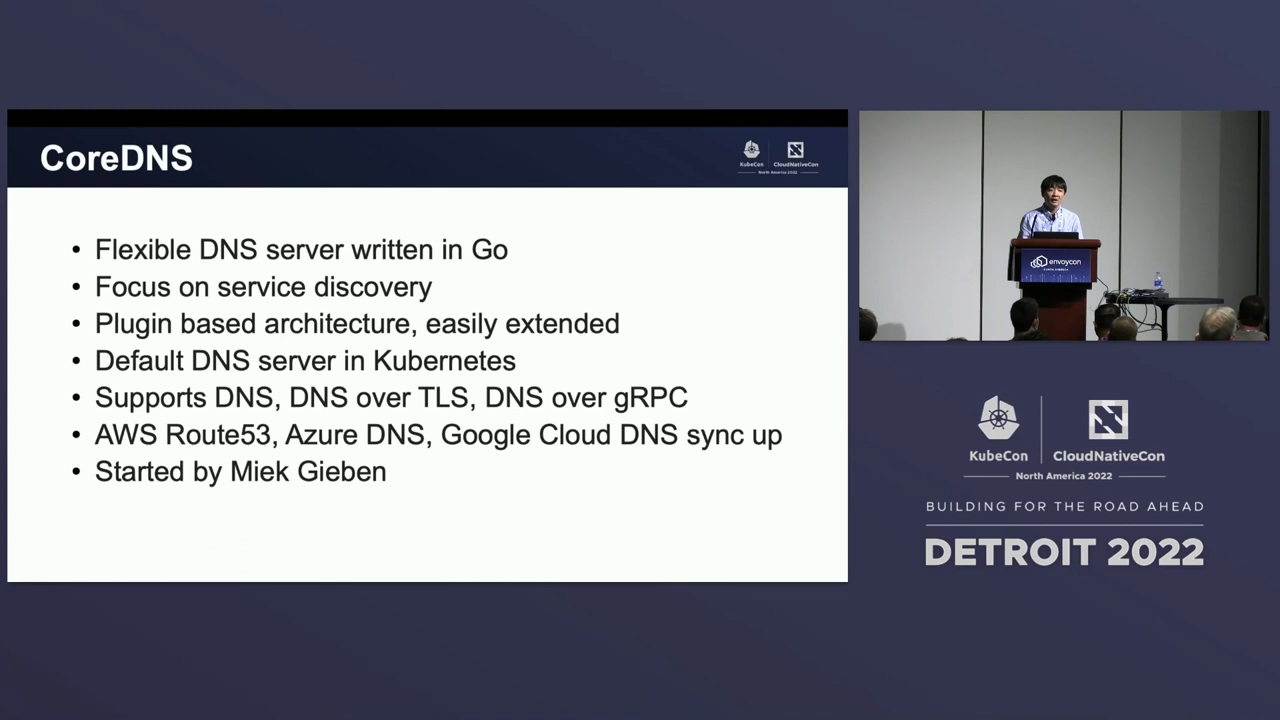 CoreDNS
KubeCon
CloudNativeCon
North America 2022
• Flexible DNS server written in Go
• Focus on service discovery
• Plugin based architecture, easily extended
• Default DNS server in Kubernetes
• Supports DNS, DNS over TLS, DNS over gRPC
• AWS Route53, Azure DNS, Google Cloud DNS sync up
• Started by Miek Gieben
envoycon
NORTH AMERICA
KubeCon
CloudNativeCon
North America 2022
BUILDING FOR THE ROAD AHEAD
DETROIT 2022